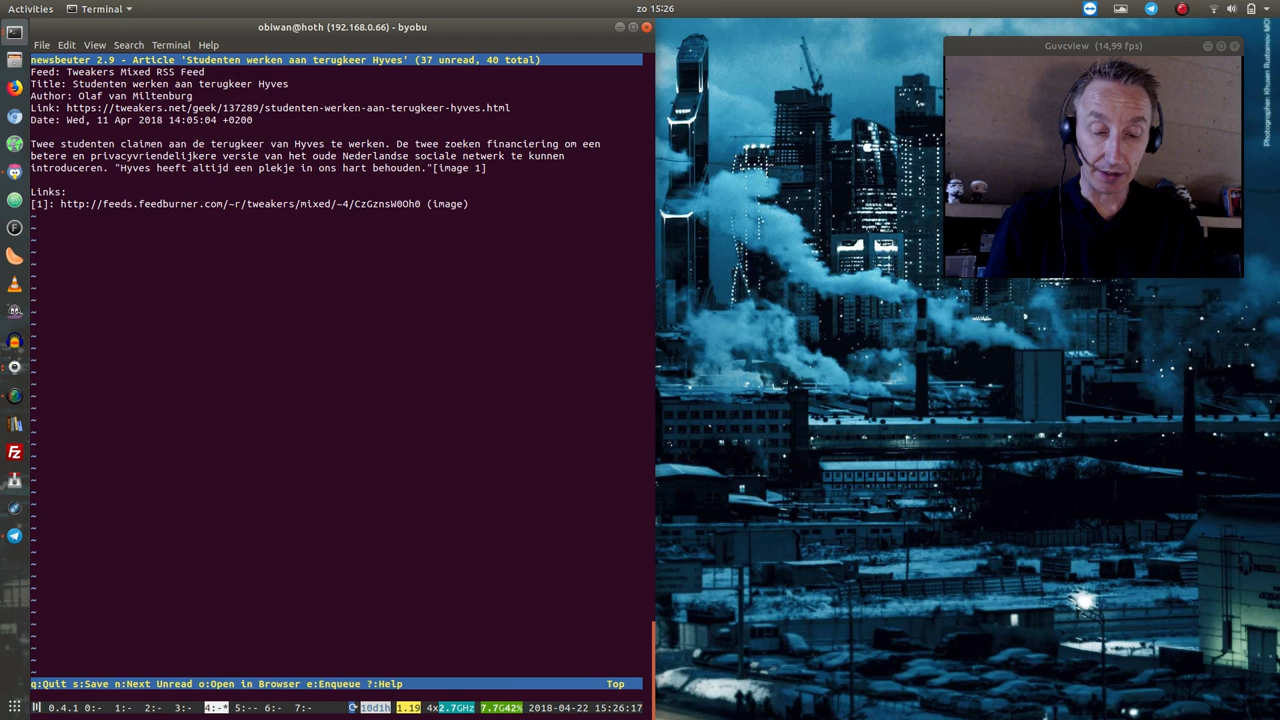 Activities
Terminal
zo 15:26
obiwan@hoth (192.168.0.66) - byobu
File Edit View Search Terminal Help
newsbeuter 2.9 - Article 'Studenten werken aan terugkeer Hyves' (37 unread, 40 total)
Feed: Tweakers Mixed RSS Feed
Title: Studenten werken aan terugkeer Hyves
Author: Olaf van Miltenburg
Link: https://tweakers.net/geek/137289/studenten-werken-aan-terugkeer-hyves.html
Date: Wed, 11 Apr 2018 14:05:04 +0200
Twee studenten claimen aan de terugkeer van Hyves te werken. De twee zoeken financiering om een
betere en privacyvriendelijkere versie van het oude Nederlandse sociale netwerk te kunnen
introduceren. "Hyves heeft altijd een plekje in ons hart behouden."[image 1]
Links:
[1]: http://feeds.feedburner.com/~r/tweakers/mixed/~4/CzGznsW0Oh0 (image)
q:Quit s:Save n:Next Unread o:Open in Browser e:Enqueue ?:Help Top
0.4.1 0:- 1:- 2:- 3:- 4:-* 5:-- 6:- 7:- 10d1h 1.19 4x2.7GHz 7.7G42% 2018-04-22 15:26:17
Guvcview (14,99 fps)